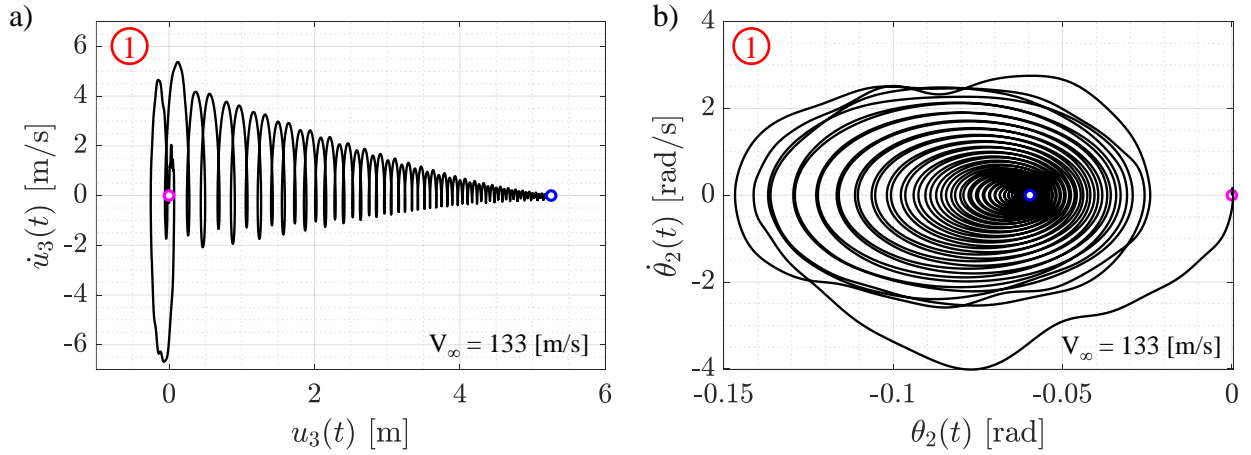 a)
1
6
4
2
0
-2
-4
-6
u̇₃(t) [m/s]
V∞ = 133 [m/s]
0
2
4
6
u₃(t) [m]
b)
1
4
2
0
-2
-4
θ̇₂(t) [rad/s]
V∞ = 133 [m/s]
-0.15
-0.1
-0.05
0
θ₂(t) [rad]